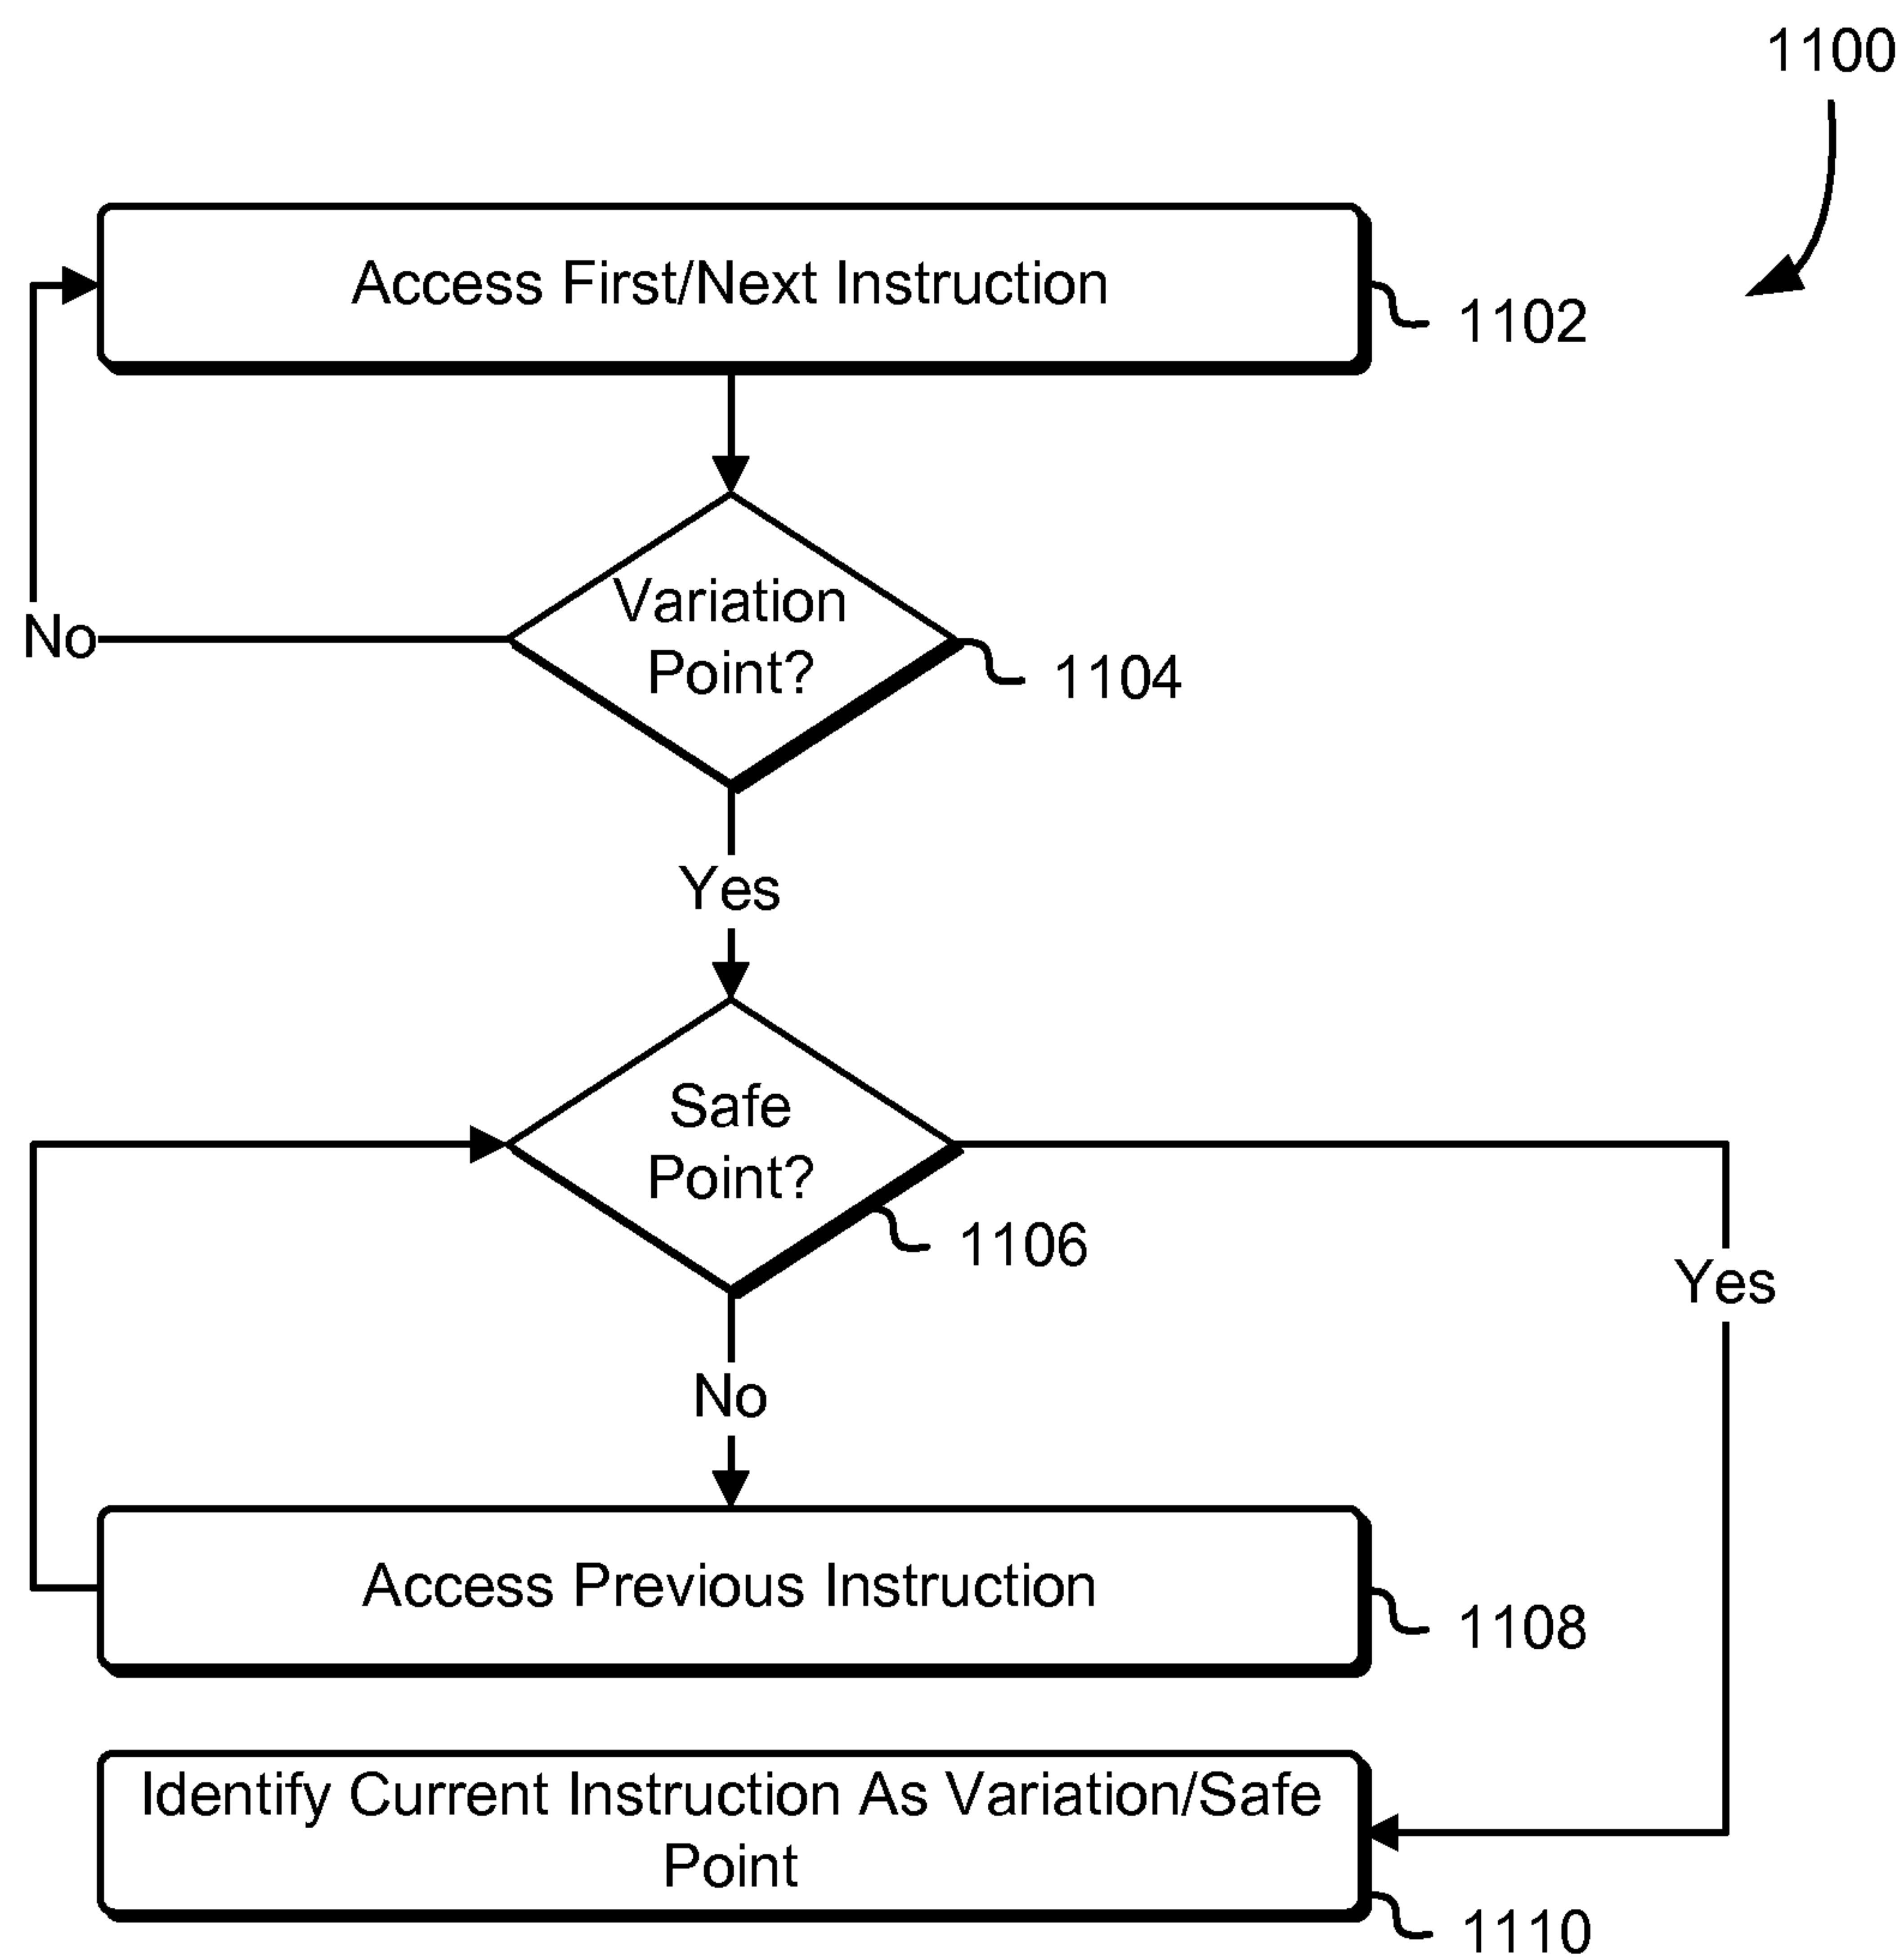 1100
Access First/Next Instruction
1102
Variation
Point?
1104
No
Yes
Safe
Point?
1106
Yes
No
Access Previous Instruction
1108
Identify Current Instruction As Variation/Safe
Point
1110